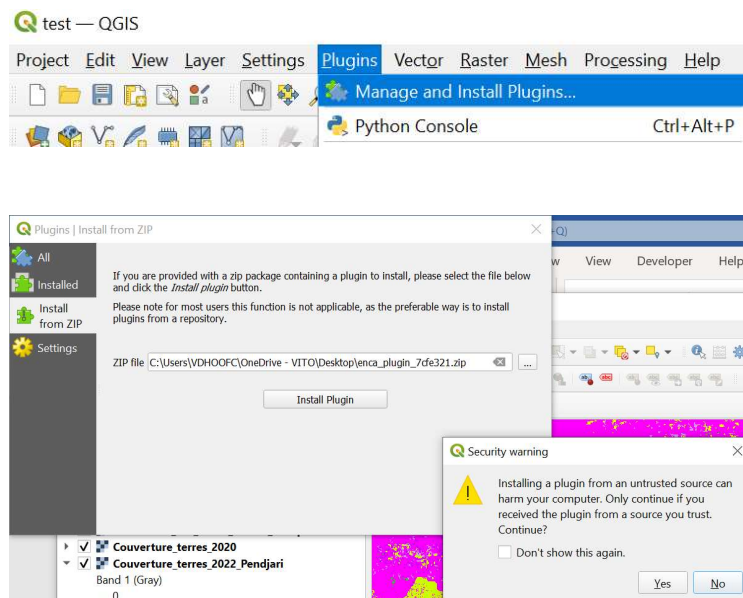 test — QGIS
Project Edit View Layer Settings Plugins Vector Raster Mesh Processing Help
Manage and Install Plugins...
Python Console Ctrl+Alt+P
Plugins | Install from ZIP
+Q)
All
Installed
Install
from ZIP
Settings
If you are provided with a zip package containing a plugin to install, please select the file below
and click the Install plugin button.
Please note for most users this function is not applicable, as the preferable way is to install
plugins from a repository.
ZIP file C:\Users\VDHOOFC\OneDrive - VITO\Desktop\enca_plugin_7cfe321.zip ...
Install Plugin
w View Developer Help
Security warning
Installing a plugin from an untrusted source can
harm your computer. Only continue if you
received the plugin from a source you trust.
Continue?
Don't show this again.
Yes No
Couverture_terres_2020
Couverture_terres_2022_Pendjari
Band 1 (Gray)
0